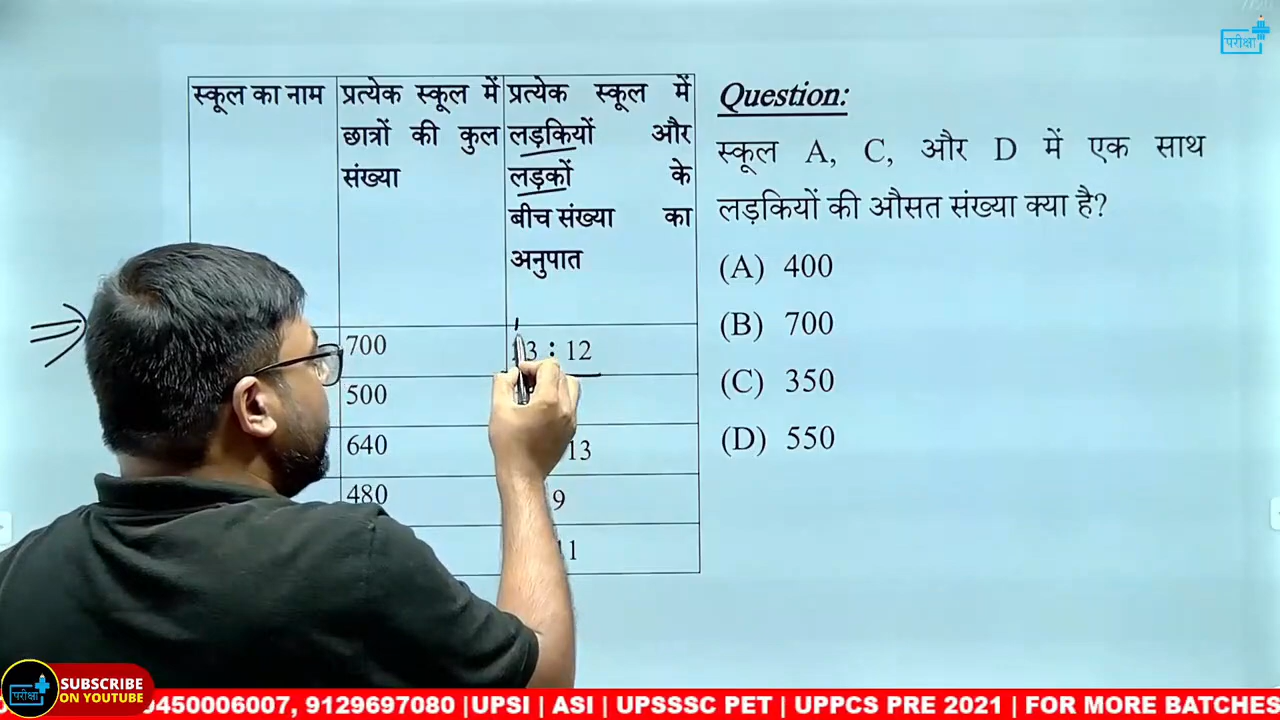 परीक्षा
स्कूल का नाम
प्रत्येक स्कूल में
छात्रों की कुल
संख्या
प्रत्येक स्कूल में
लड़कियों और
लड़कों के
बीच संख्या का
अनुपात
700
13 : 12
500
640
13
480
9
11
Question:
स्कूल A, C, और D में एक साथ
लड़कियों की औसत संख्या क्या है?
(A) 400
(B) 700
(C) 350
(D) 550
परीक्षा
SUBSCRIBE
ON YOUTUBE
9450006007, 9129697080 |UPSI | ASI | UPSSSC PET | UPPCS PRE 2021 | FOR MORE BATCHES